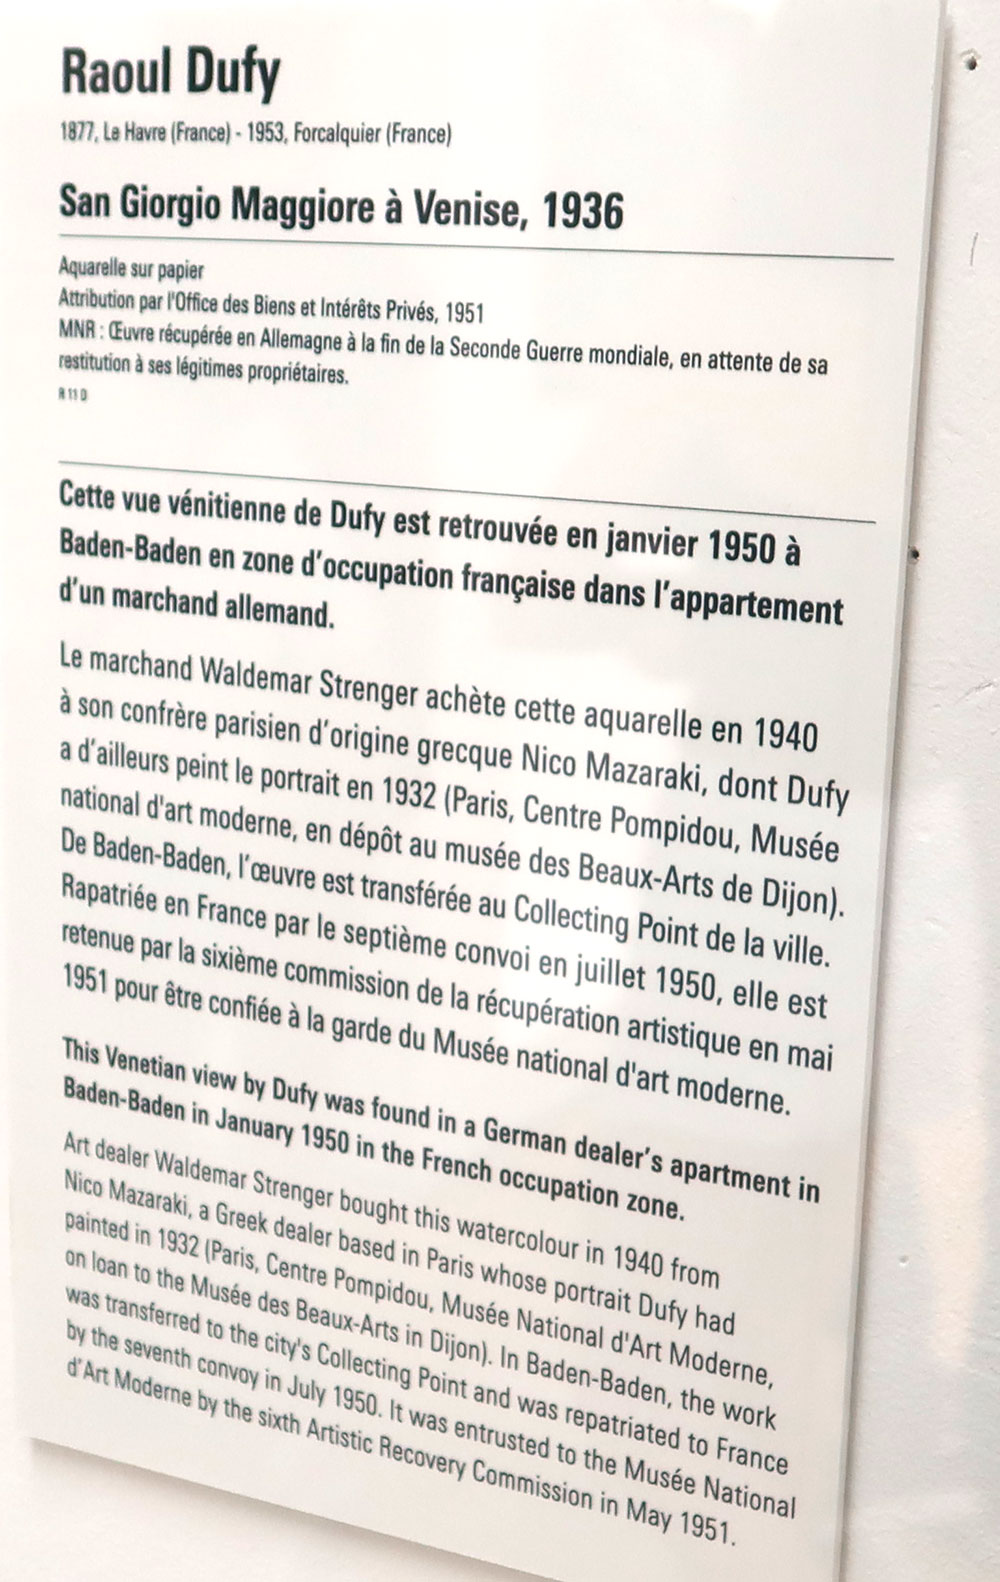 Raoul Dufy
1877, Le Havre (France) - 1953, Forcalquier (France)
San Giorgio Maggiore à Venise, 1936
Aquarelle sur papier
Attribution par l'Office des Biens et Intérêts Privés, 1951
MNR : Œuvre récupérée en Allemagne à la fin de la Seconde Guerre mondiale, en attente de sa
restitution à ses légitimes propriétaires.
R 11 D
Cette vue vénitienne de Dufy est retrouvée en janvier 1950 à
Baden-Baden en zone d’occupation française dans l’appartement
d’un marchand allemand.
Le marchand Waldemar Strenger achète cette aquarelle en 1940
à son confrère parisien d’origine grecque Nico Mazaraki, dont Dufy
a d’ailleurs peint le portrait en 1932 (Paris, Centre Pompidou, Musée
national d'art moderne, en dépôt au musée des Beaux-Arts de Dijon).
De Baden-Baden, l’œuvre est transférée au Collecting Point de la ville.
Rapatriée en France par le septième convoi en juillet 1950, elle est
retenue par la sixième commission de la récupération artistique en mai
1951 pour être confiée à la garde du Musée national d'art moderne.
This Venetian view by Dufy was found in a German dealer’s apartment in
Baden-Baden in January 1950 in the French occupation zone.
Art dealer Waldemar Strenger bought this watercolour in 1940 from
Nico Mazaraki, a Greek dealer based in Paris whose portrait Dufy had
painted in 1932 (Paris, Centre Pompidou, Musée National d'Art Moderne,
on loan to the Musée des Beaux-Arts in Dijon). In Baden-Baden, the work
was transferred to the city's Collecting Point and was repatriated to France
by the seventh convoy in July 1950. It was entrusted to the Musée National
d’Art Moderne by the sixth Artistic Recovery Commission in May 1951.